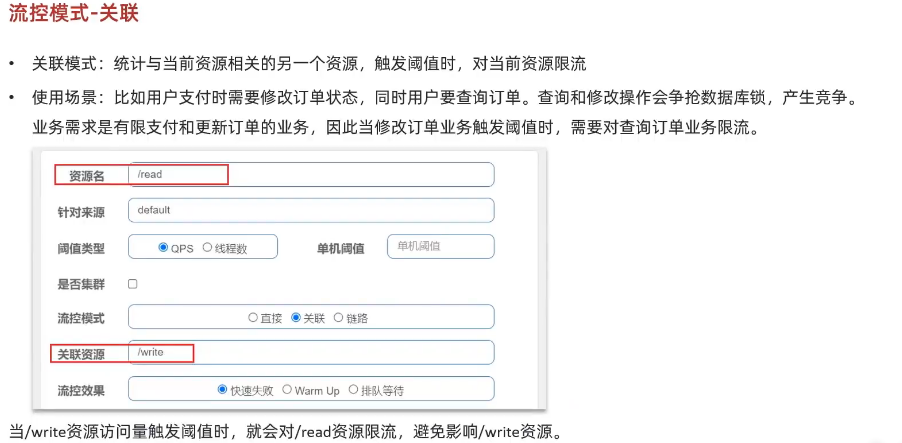 流控模式-关联
• 关联模式：统计与当前资源相关的另一个资源，触发阈值时，对当前资源限流
• 使用场景：比如用户支付时需要修改订单状态，同时用户要查询订单。查询和修改操作会争抢数据库锁，产生竞争。
业务需求是有限支付和更新订单的业务，因此当修改订单业务触发阈值时，需要对查询订单业务限流。
资源名 /read
针对来源 default
阈值类型 QPS 线程数 单机阈值 单机阈值
是否集群
流控模式 直接 关联 链路
关联资源 /write
流控效果 快速失败 Warm Up 排队等待
当/write资源访问量触发阈值时，就会对/read资源限流，避免影响/write资源。